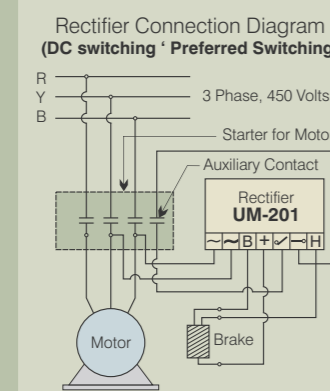 Rectifier Connection Diagram
(DC switching ‘ Preferred Switching
R
Y
B
3 Phase, 450 Volts
Starter for Moto
Auxiliary Contact
Rectifier
UM-201
~ ~ B + H
Motor
Brake